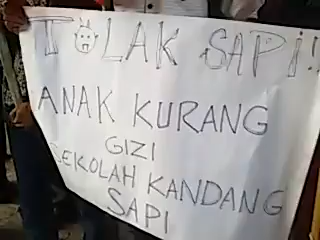 TOLAK SAPi!!
ANAK KURANG
GIZI
SEKOLAH KANDANG
SAPI